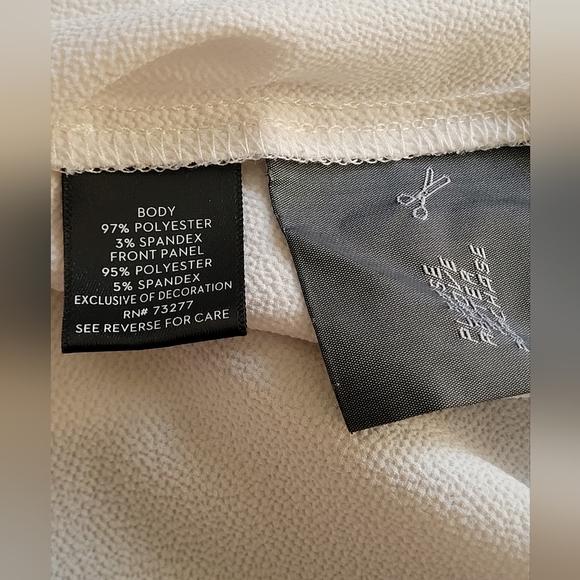 BODY
97% POLYESTER
3% SPANDEX
FRONT PANEL
95% POLYESTER
5% SPANDEX
EXCLUSIVE OF DECORATION
RN# 73277
SEE REVERSE FOR CARE